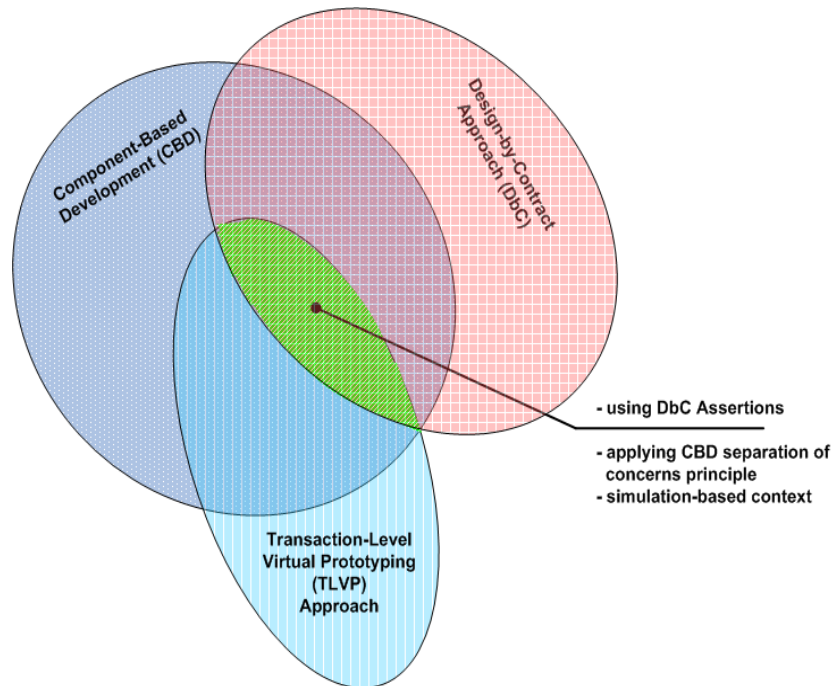 Component-Based
Development (CBD)
Design-by-Contract
Approach (DbC)
- using DbC Assertions
- applying CBD separation of
concerns principle
- simulation-based context
Transaction-Level
Virtual Prototyping
(TLVP)
Approach